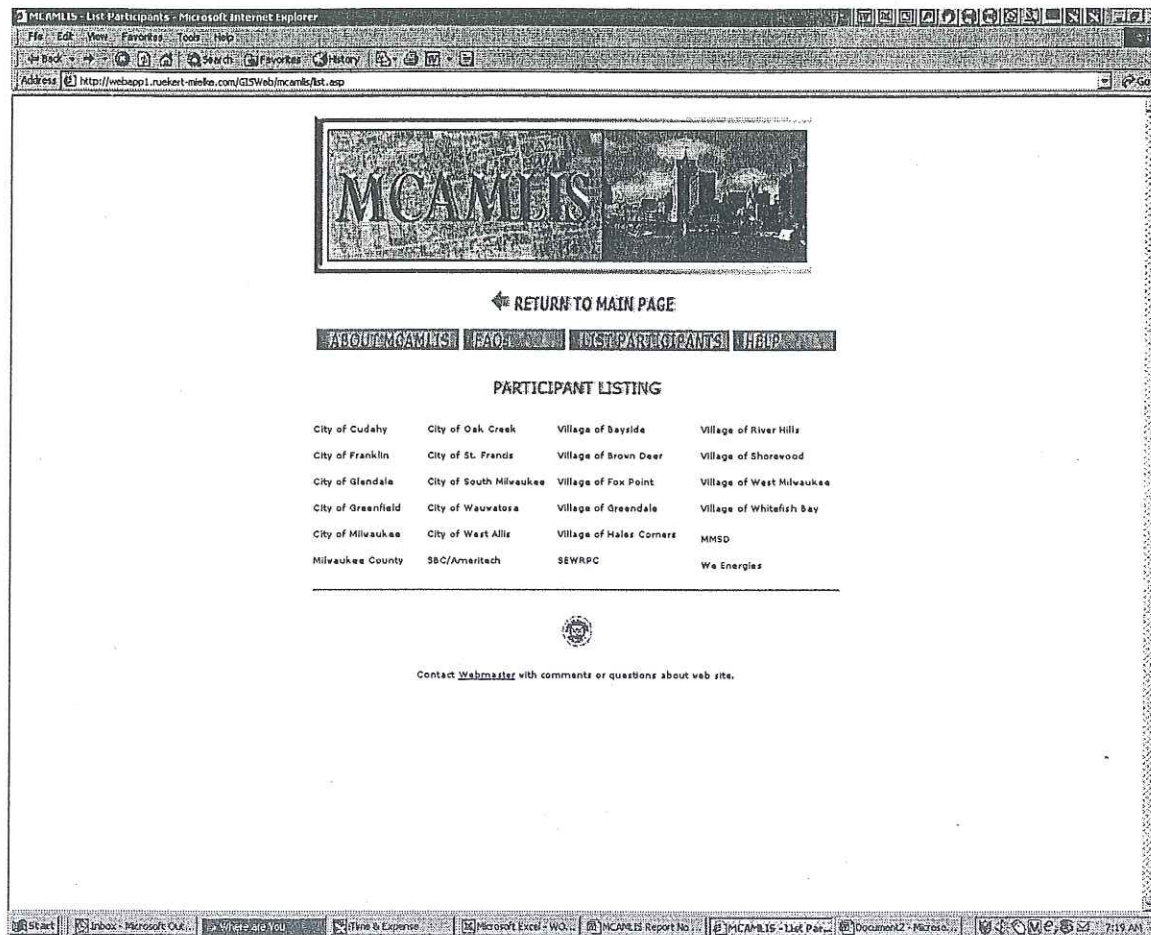 MCAMLIS - List Participants - Microsoft Internet Explorer
File Edit View Favorites Tools Help
Back Search Favorites History
Address http://webapp1.ruekert-mielke.com/GISWeb/mcamlis/list.asp Go
MCAMLIS
RETURN TO MAIN PAGE
ABOUT MCAMLIS FAQs LIST PARTICIPANTS HELP
PARTICIPANT LISTING
City of Cudahy City of Oak Creek Village of Bayside Village of River Hills
City of Franklin City of St. Francis Village of Brown Deer Village of Shorewood
City of Glendale City of South Milwaukee Village of Fox Point Village of West Milwaukee
City of Greenfield City of Wauwatosa Village of Greendale Village of Whitefish Bay
City of Milwaukee City of West Allis Village of Hales Corners MMSD
Milwaukee County SBC/Ameritech SEWRPC We Energies
Contact Webmaster with comments or questions about web site.
Start Inbox - Microsoft Out... Where are You Time & Expense Microsoft Excel - WO... MCAMLIS Report No... MCAMLIS - List Par... Document2 - Microso... 7:19 AM